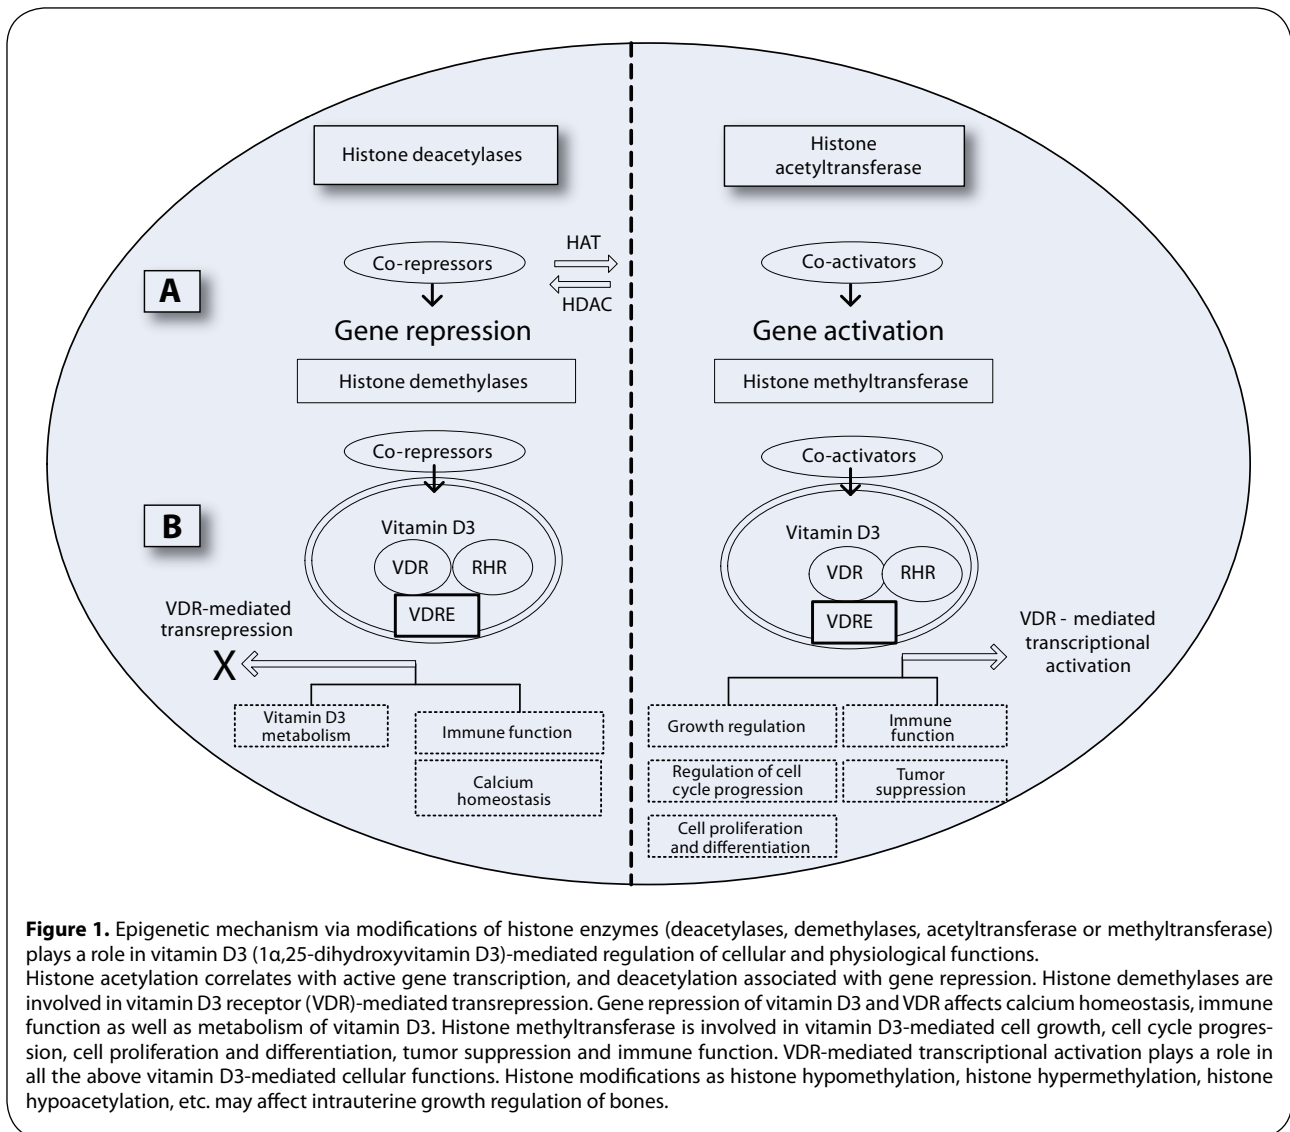 Histone deacetylases
Histone
acetyltransferase
A
Co-repressors
HAT
HDAC
Co-activators
Gene repression
Gene activation
Histone demethylases
Histone methyltransferase
B
Co-repressors
Vitamin D3
VDR
RHR
VDRE
Co-activators
Vitamin D3
VDR
RHR
VDRE
VDR-mediated
transrepression
X
VDR - mediated
transcriptional
activation
Vitamin D3
metabolism
Immune function
Calcium
homeostasis
Growth regulation
Immune
function
Regulation of cell
cycle progression
Tumor
suppression
Cell proliferation
and differentiation
Figure 1. Epigenetic mechanism via modifications of histone enzymes (deacetylases, demethylases, acetyltransferase or methyltransferase)
plays a role in vitamin D3 (1α,25-dihydroxyvitamin D3)-mediated regulation of cellular and physiological functions.
Histone acetylation correlates with active gene transcription, and deacetylation associated with gene repression. Histone demethylases are
involved in vitamin D3 receptor (VDR)-mediated transrepression. Gene repression of vitamin D3 and VDR affects calcium homeostasis, immune
function as well as metabolism of vitamin D3. Histone methyltransferase is involved in vitamin D3-mediated cell growth, cell cycle progres-
sion, cell proliferation and differentiation, tumor suppression and immune function. VDR-mediated transcriptional activation plays a role in
all the above vitamin D3-mediated cellular functions. Histone modifications as histone hypomethylation, histone hypermethylation, histone
hypoacetylation, etc. may affect intrauterine growth regulation of bones.